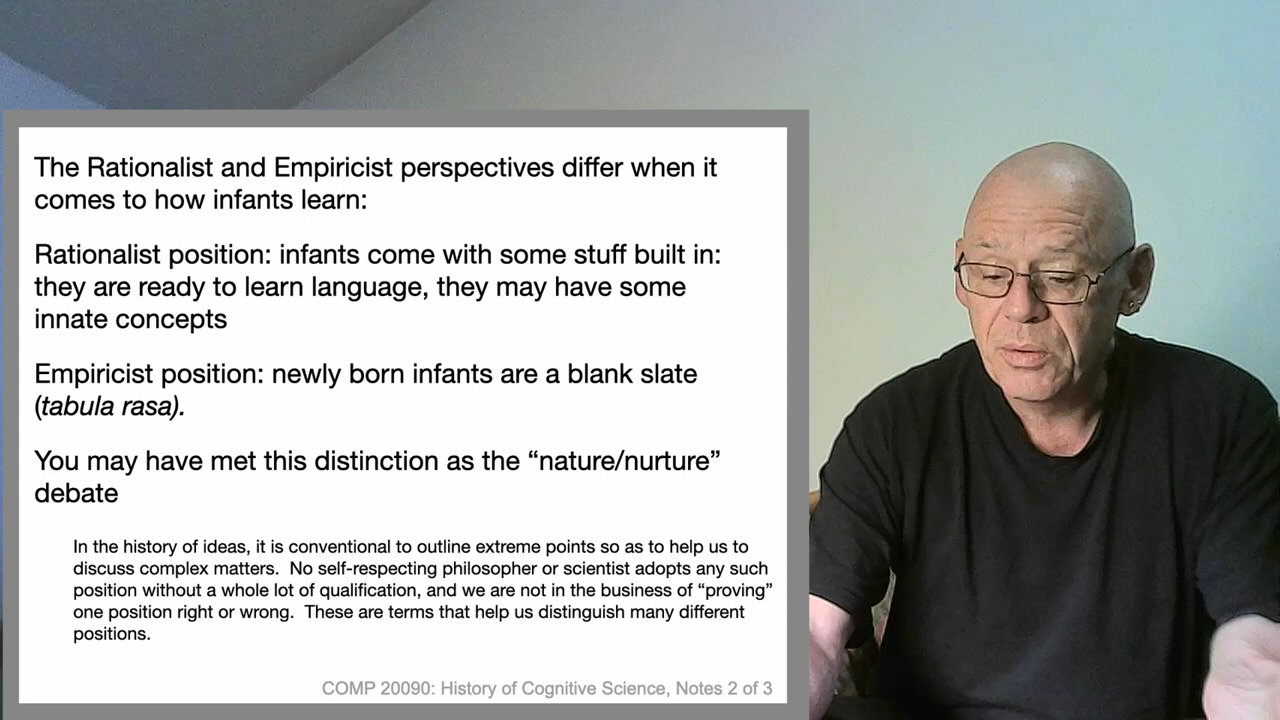 The Rationalist and Empiricist perspectives differ when it
comes to how infants learn:
Rationalist position: infants come with some stuff built in:
they are ready to learn language, they may have some
innate concepts
Empiricist position: newly born infants are a blank slate
(tabula rasa).
You may have met this distinction as the “nature/nurture”
debate
In the history of ideas, it is conventional to outline extreme points so as to help us to
discuss complex matters.  No self-respecting philosopher or scientist adopts any such
position without a whole lot of qualification, and we are not in the business of “proving”
one position right or wrong.  These are terms that help us distinguish many different
positions.
COMP 20090: History of Cognitive Science, Notes 2 of 3